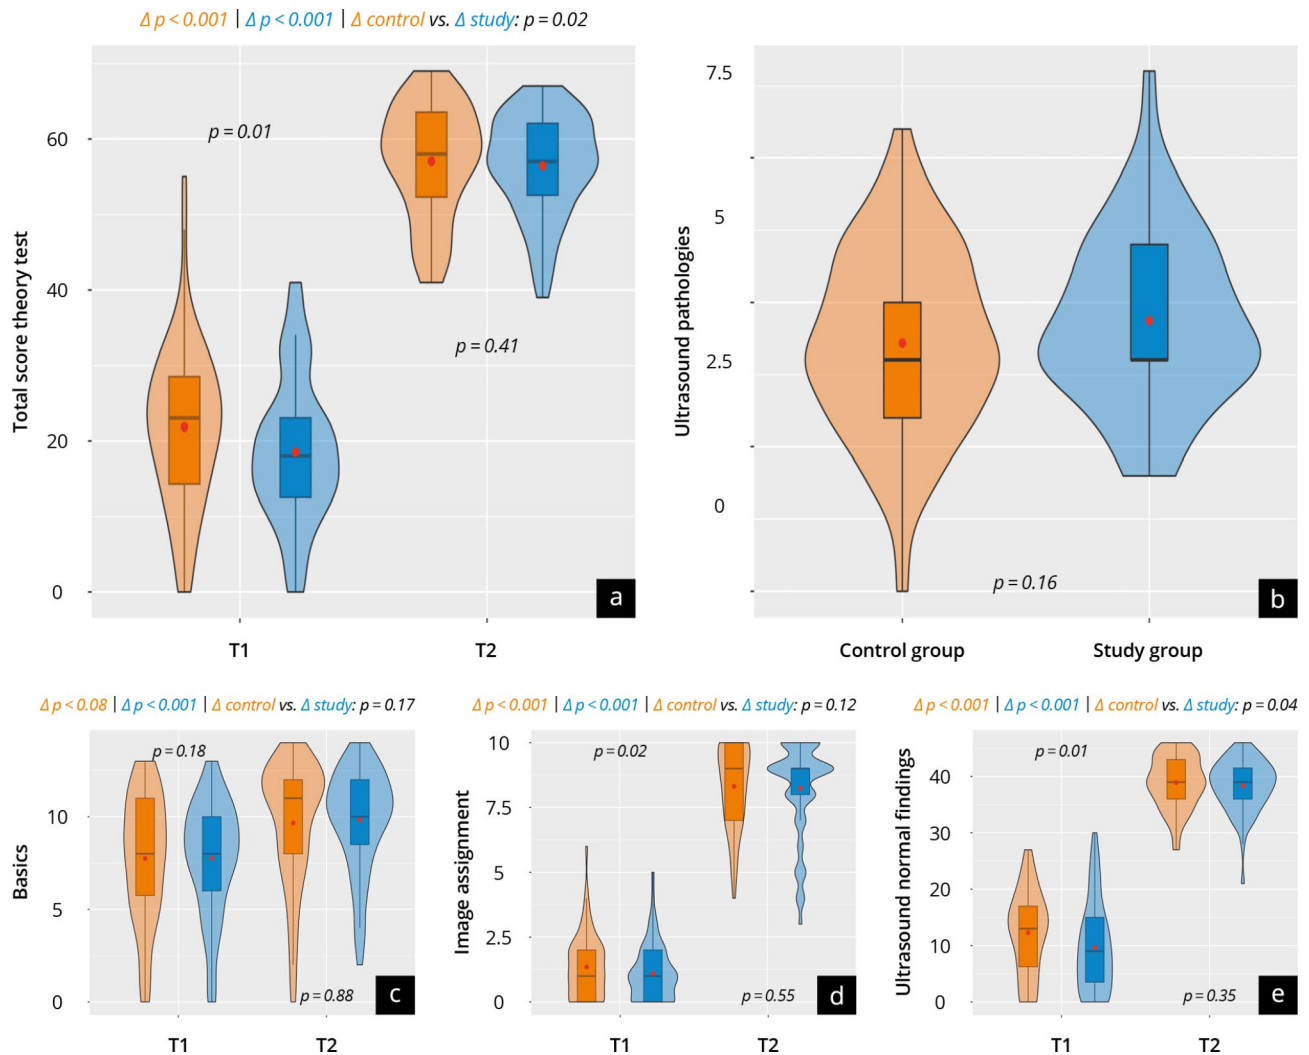 Δ p < 0.001 | Δ p < 0.001 | Δ control vs. Δ study: p = 0.02
Total score theory test
60
40
20
0
p = 0.01
p = 0.41
T1
T2
a
Ultrasound pathologies
7.5
5
2.5
0
p = 0.16
Control group
Study group
b
Δ p < 0.08 | Δ p < 0.001 | Δ control vs. Δ study: p = 0.17
Basics
10
5
0
p = 0.18
p = 0.88
T1
T2
c
Δ p < 0.001 | Δ p < 0.001 | Δ control vs. Δ study: p = 0.12
Image assignment
10
7.5
5
2.5
0
p = 0.02
p = 0.55
T1
T2
d
Δ p < 0.001 | Δ p < 0.001 | Δ control vs. Δ study: p = 0.04
Ultrasound normal findings
40
30
20
10
0
p = 0.01
p = 0.35
T1
T2
e